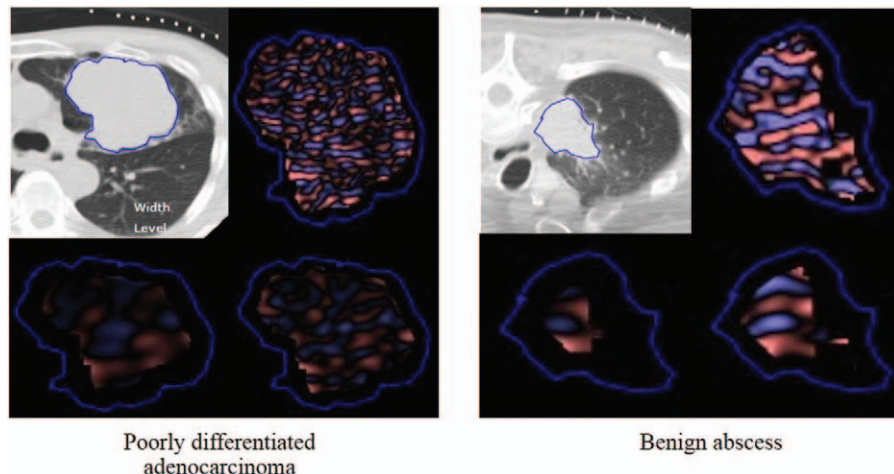 Width
Level
Poorly differentiated
adenocarcinoma
Benign abscess